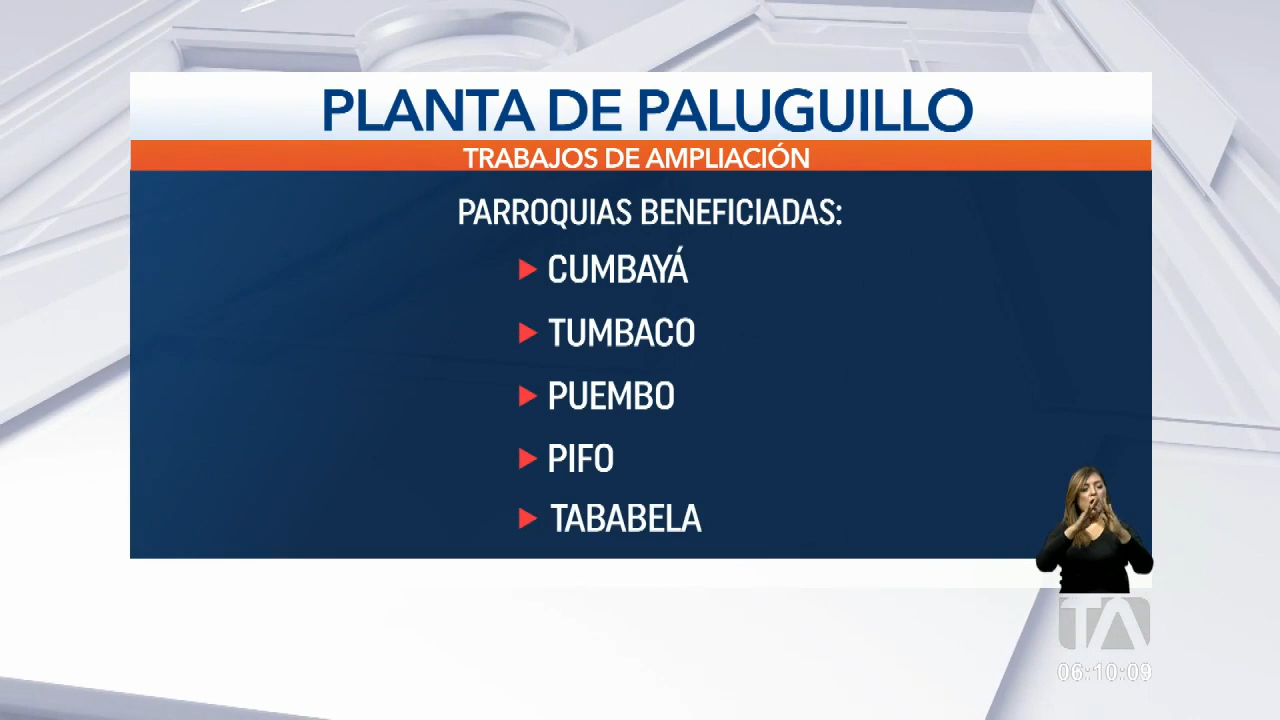 PLANTA DE PALUGUILLO
TRABAJOS DE AMPLIACIÓN
PARROQUIAS BENEFICIADAS:
CUMBAYÁ
TUMBACO
PUEMBO
PIFO
TABABELA
TA
06:10:09